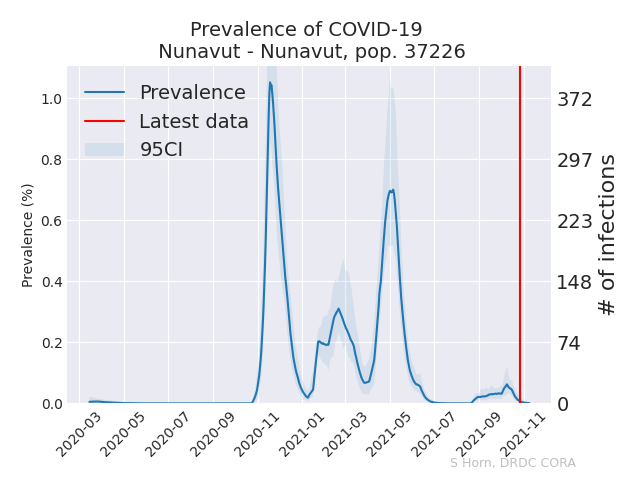 Prevalence of COVID-19
Nunavut - Nunavut, pop. 37226
Prevalence
Latest data
95CI
Prevalence (%)
1.0
0.8
0.6
0.4
0.2
0.0
372
297
223
148
74
0
# of infections
2020-03
2020-05
2020-07
2020-09
2020-11
2021-01
2021-03
2021-05
2021-07
2021-09
2021-11
S Horn, DRDC CORA